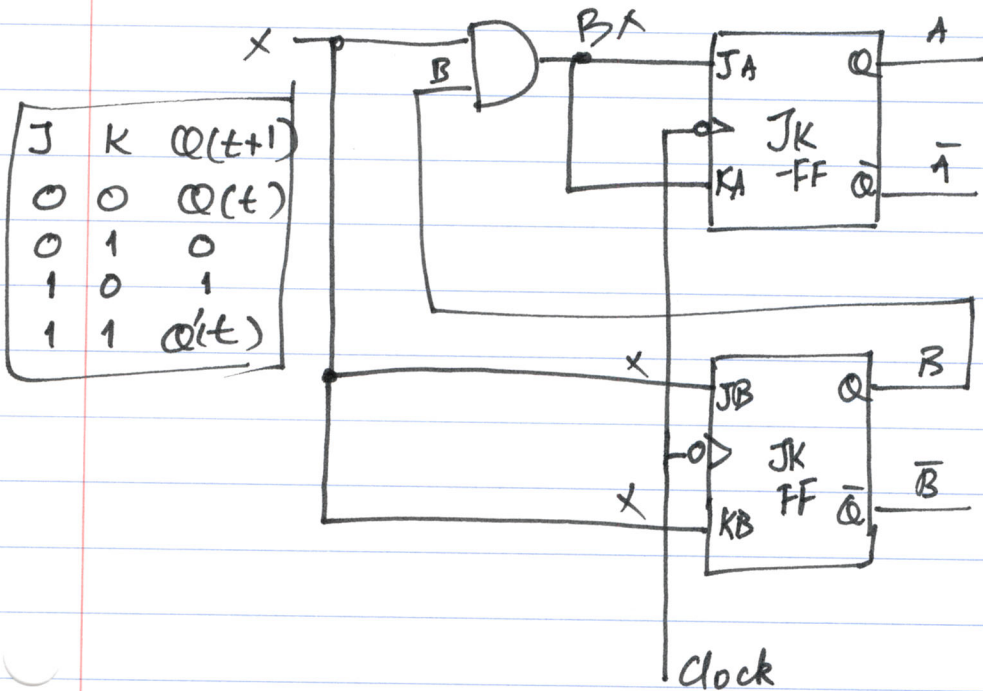 X
B
BX
JA
Q
A
JK
-FF
KA
Q̅
A̅
J K Q(t+1)
0 0 Q(t)
0 1 0
1 0 1
1 1 Q'(t)
X
JB
Q
B
JK
FF
X
KB
Q̅
B̅
Clock